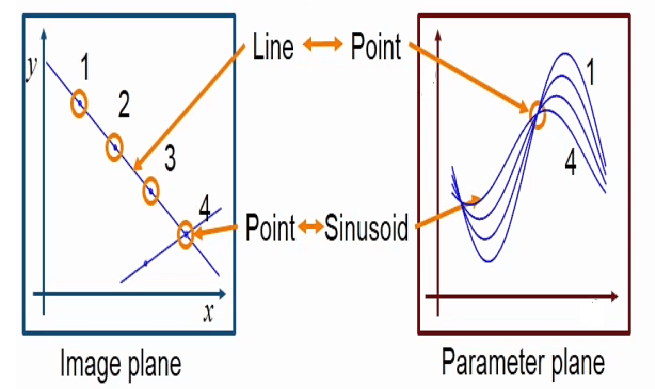 y
1
2
3
4
x
Line Point
Point Sinusoid
1
4
Image plane
Parameter plane